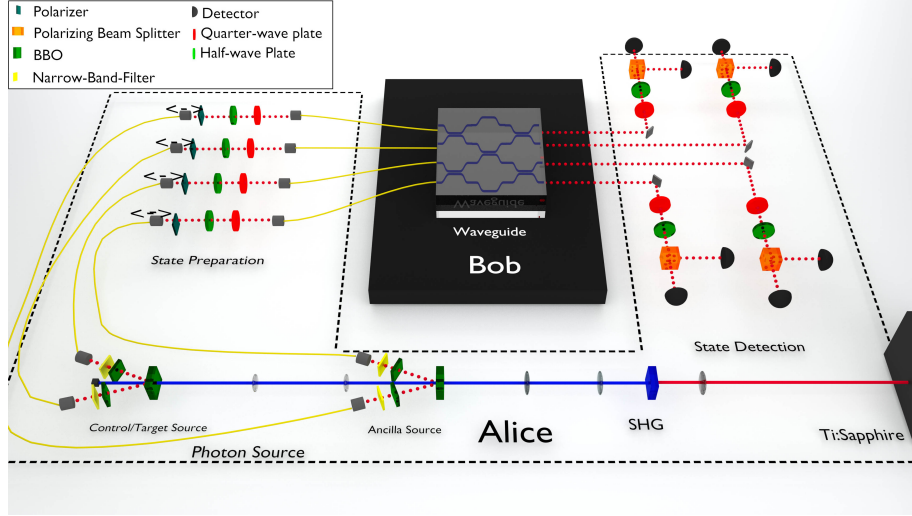 Polarizer
Polarizing Beam Splitter
BBO
Narrow-Band-Filter
Detector
Quarter-wave plate
Half-wave Plate
<->
<->
<->
<->
State Preparation
Waveguide
Waveguide
Bob
State Detection
Control/Target Source
Photon Source
Ancilla Source
Alice
SHG
Ti:Sapphire